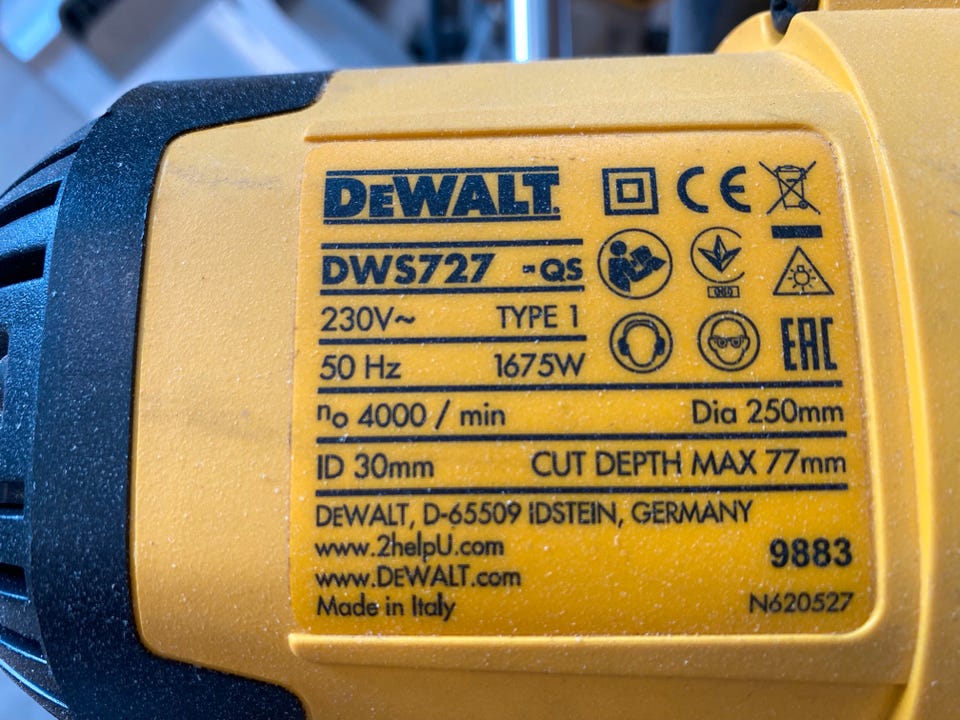 DEWALT
DWS727 -QS
230V~ TYPE 1
50 Hz 1675W
no 4000 / min Dia 250mm
ID 30mm CUT DEPTH MAX 77mm
DEWALT, D-65509 IDSTEIN, GERMANY
www.2helpU.com
www.DEWALT.com
Made in Italy
9883
N620527
CE
EAC